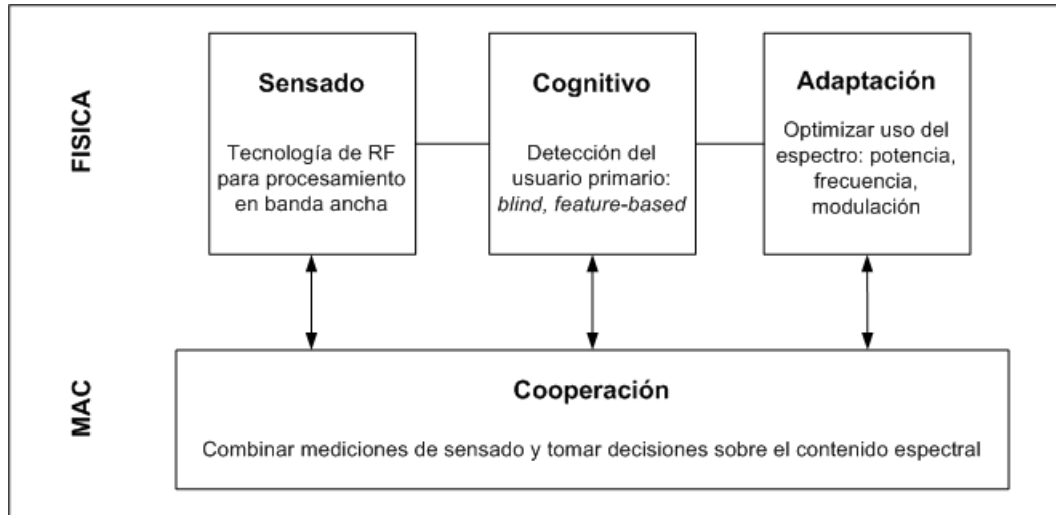 FISICA
Sensado
Tecnología de RF
para procesamiento
en banda ancha
Cognitivo
Detección del
usuario primario:
blind, feature-based
Adaptación
Optimizar uso del
espectro: potencia,
frecuencia,
modulación
MAC
Cooperación
Combinar mediciones de sensado y tomar decisiones sobre el contenido espectral